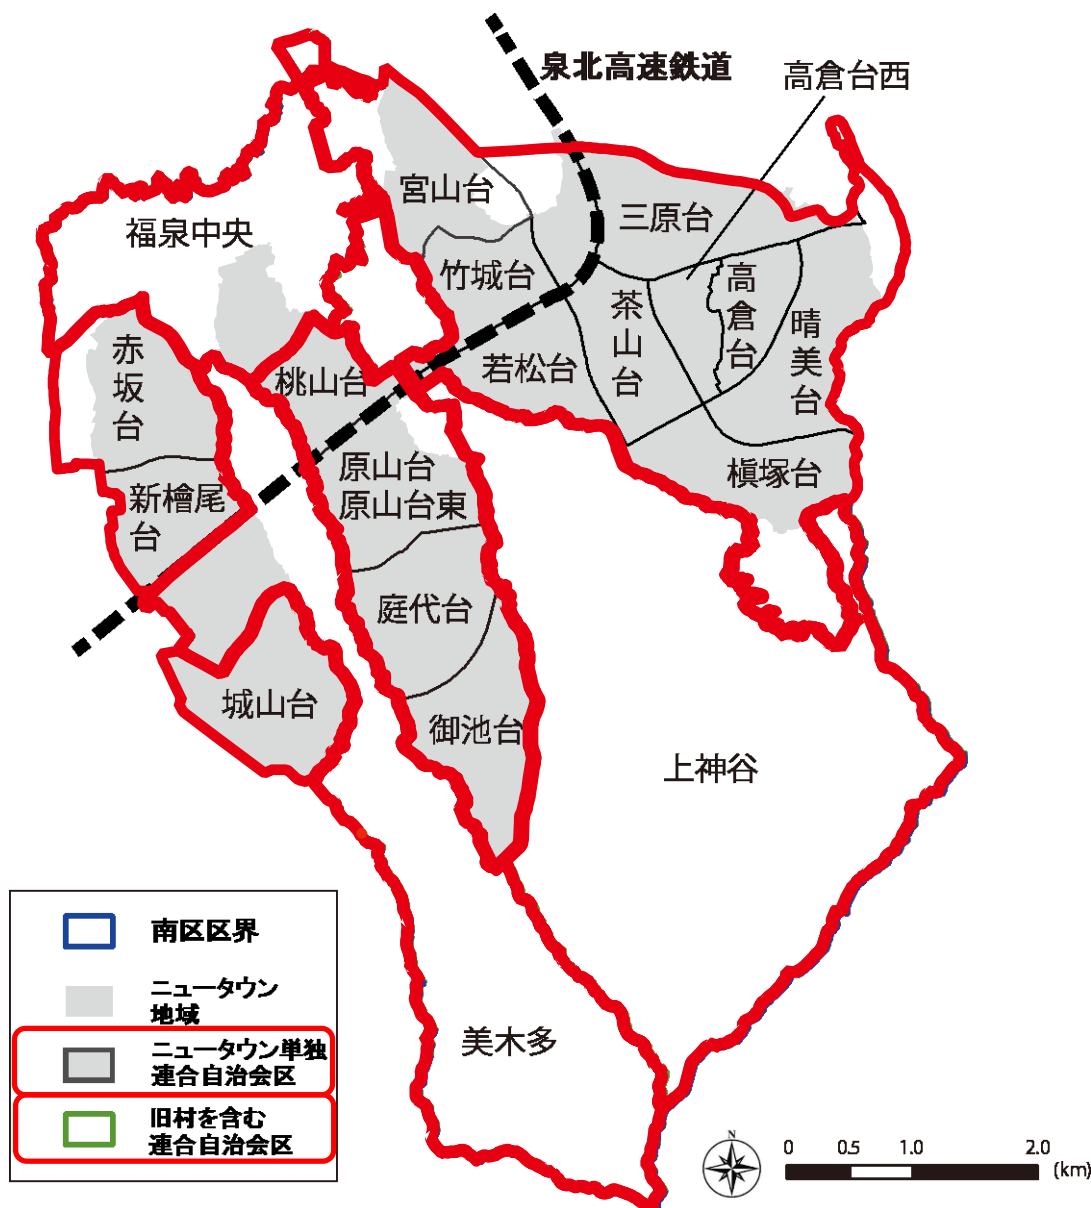 泉北高速鉄道
高倉台西
宮山台
三原台
福泉中央
竹城台
高倉台
茶山台
晴美台
赤坂台
若松台
桃山台
原山台
原山台東
槇塚台
新檜尾
台
庭代台
城山台
御池台
上神谷
美木多
南区区界
ニュータウン
地域
ニュータウン単独
連合自治会区
旧村を含む
連合自治会区
N
0 0.5 1.0 2.0
(km)